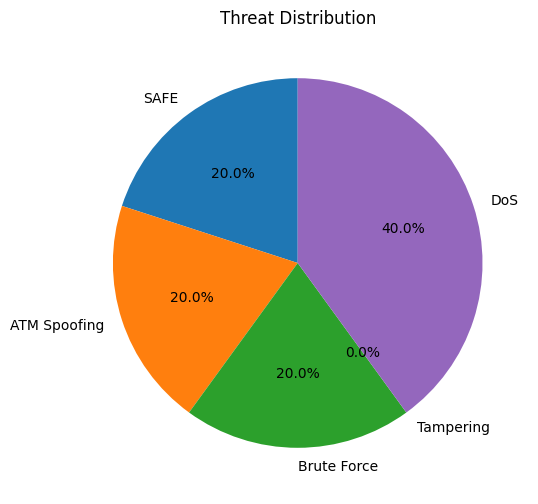 Threat Distribution
SAFE
20.0%
DoS
40.0%
20.0%
ATM Spoofing
0.0%
20.0%
Tampering
Brute Force